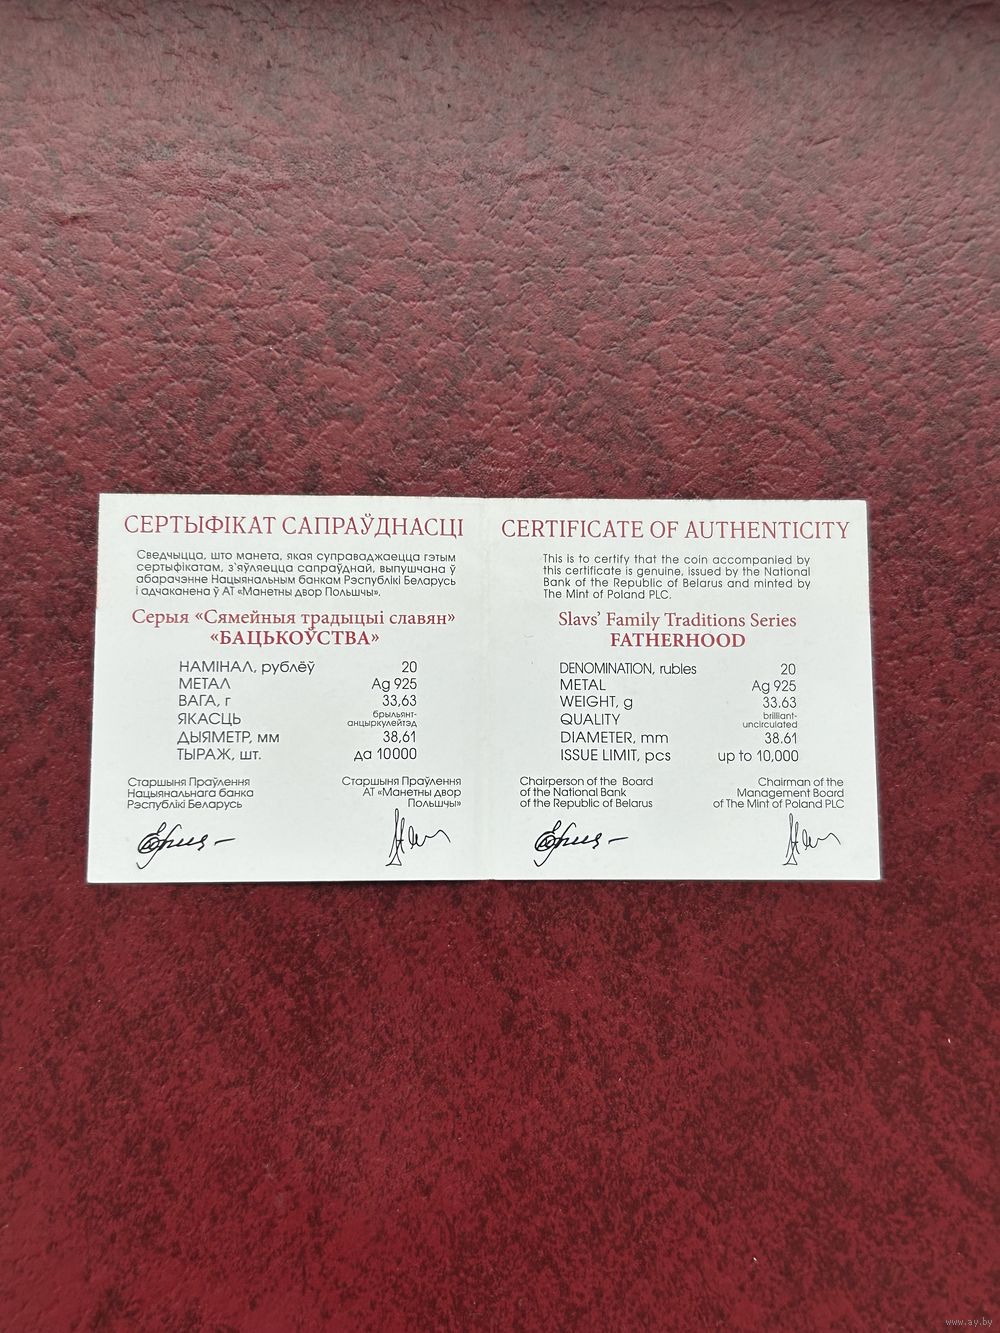 СЕРТЫФІКАТ САПРАЎДНАСЦІ
Сведчыцца, што манета, якая суправаджаецца гэтым
сертыфікатам, з'яўляецца сапраўднай, выпушчана ў
абарачэнне Нацыянальным банкам Рэспублікі Беларусь
і адчаканена ў АТ «Манетны двор Польшчы».
Серыя «Сямейныя традыцыі славян»
«БАЦЬКОЎСТВА»
НАМІНАЛ, рублёў 20
МЕТАЛ Ag 925
ВАГА, г 33,63
ЯКАСЦЬ брыльянт-
анцыркулейтэд
ДЫЯМЕТР, мм 38,61
ТЫРАЖ, шт. да 10000
Старшыня Праўлення
Нацыянальнага банка
Рэспублікі Беларусь
Старшыня Праўлення
АТ «Манетны двор
Польшчы»
CERTIFICATE OF AUTHENTICITY
This is to certify that the coin accompanied by
this certificate is genuine, issued by the National
Bank of the Republic of Belarus and minted by
The Mint of Poland PLC.
Slavs' Family Traditions Series
FATHERHOOD
DENOMINATION, rubles 20
METAL Ag 925
WEIGHT, g 33.63
QUALITY brilliant-
uncirculated
DIAMETER, mm 38.61
ISSUE LIMIT, pcs up to 10,000
Chairperson of the Board
of the National Bank
of the Republic of Belarus
Chairman of the
Management Board
of The Mint of Poland PLC
www.ay.by